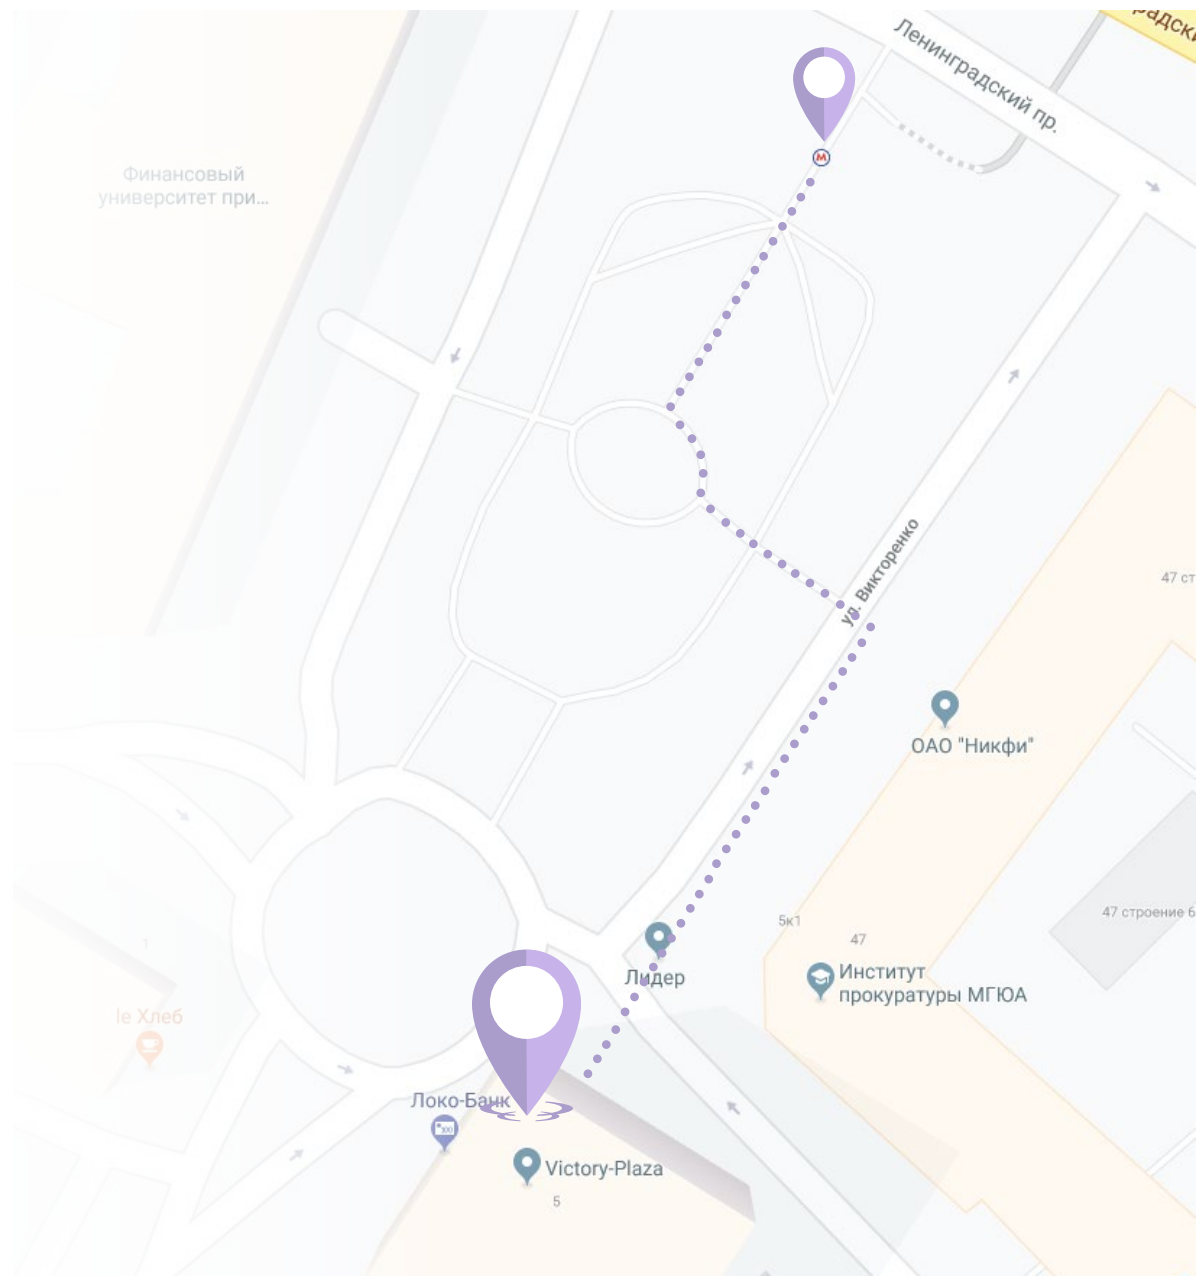 Ленинградский пр.
М
Финансовый
университет при...
ул. Викторенко
47 ст
ОАО "Никфи"
47 строение 6
5к1
47
Лидер
Институт
прокуратуры МГЮА
1
le Хлеб
Локо-Банк
Victory-Plaza
5